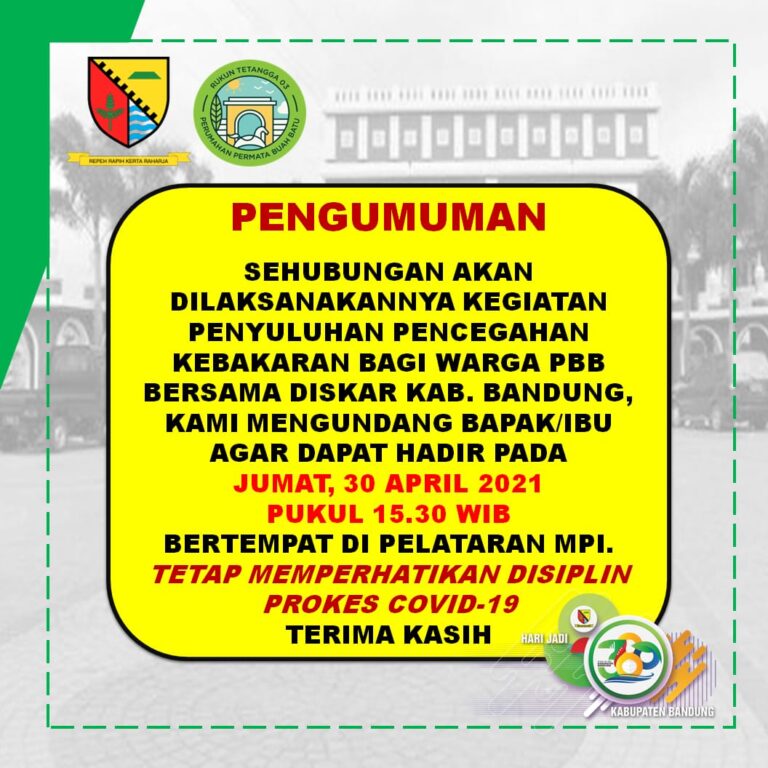 REPEH RAPIH KERTA RAHARJA
RUKUN TETANGGA 03
PERUMAHAN PERMATA BUAH BATU
PENGUMUMAN
SEHUBUNGAN AKAN
DILAKSANAKANNYA KEGIATAN
PENYULUHAN PENCEGAHAN
KEBAKARAN BAGI WARGA PBB
BERSAMA DISKAR KAB. BANDUNG,
KAMI MENGUNDANG BAPAK/IBU
AGAR DAPAT HADIR PADA
JUMAT, 30 APRIL 2021
PUKUL 15.30 WIB
BERTEMPAT DI PELATARAN MPI.
TETAP MEMPERHATIKAN DISIPLIN
PROKES COVID-19
TERIMA KASIH
HARI JADI
380
KABUPATEN BANDUNG